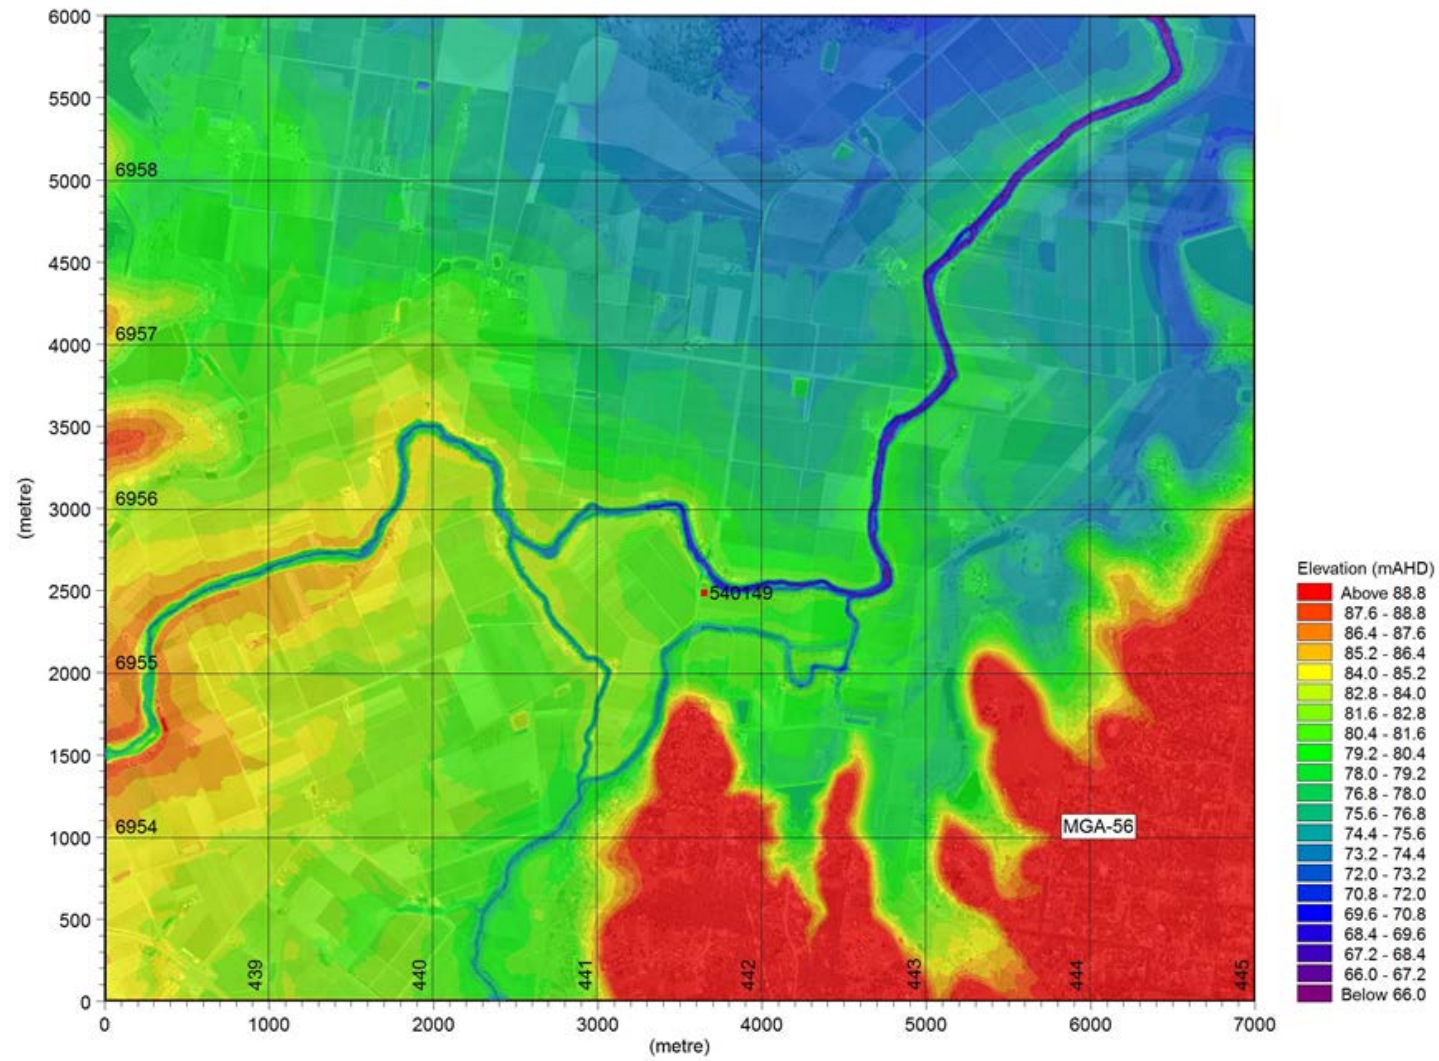 6000
5500
5000
4500
4000
3500
3000
2500
2000
1500
1000
500
0
(metre)
6958
6957
6956
6955
6954
540149
MGA-56
439
440
441
442
443
444
445
0
1000
2000
3000
4000
5000
6000
7000
(metre)
Elevation (mAHD)
Above 88.8
87.6 - 88.8
86.4 - 87.6
85.2 - 86.4
84.0 - 85.2
82.8 - 84.0
81.6 - 82.8
80.4 - 81.6
79.2 - 80.4
78.0 - 79.2
76.8 - 78.0
75.6 - 76.8
74.4 - 75.6
73.2 - 74.4
72.0 - 73.2
70.8 - 72.0
69.6 - 70.8
68.4 - 69.6
67.2 - 68.4
66.0 - 67.2
Below 66.0